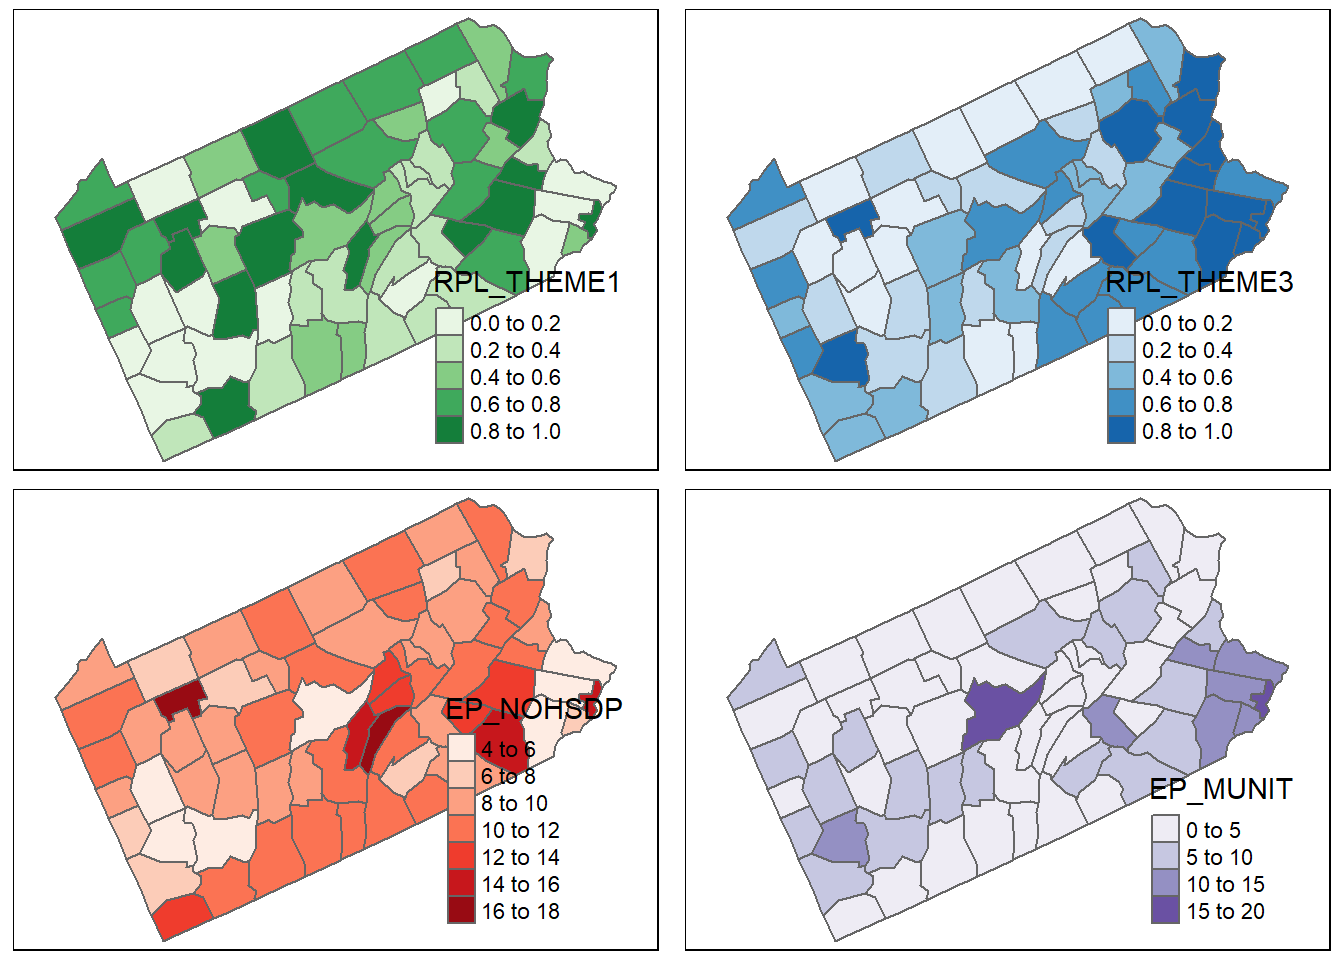 RPL_THEME1
0.0 to 0.2
0.2 to 0.4
0.4 to 0.6
0.6 to 0.8
0.8 to 1.0
RPL_THEME3
0.0 to 0.2
0.2 to 0.4
0.4 to 0.6
0.6 to 0.8
0.8 to 1.0
EP_NOHSDP
4 to 6
6 to 8
8 to 10
10 to 12
12 to 14
14 to 16
16 to 18
EP_MUNIT
0 to 5
5 to 10
10 to 15
15 to 20